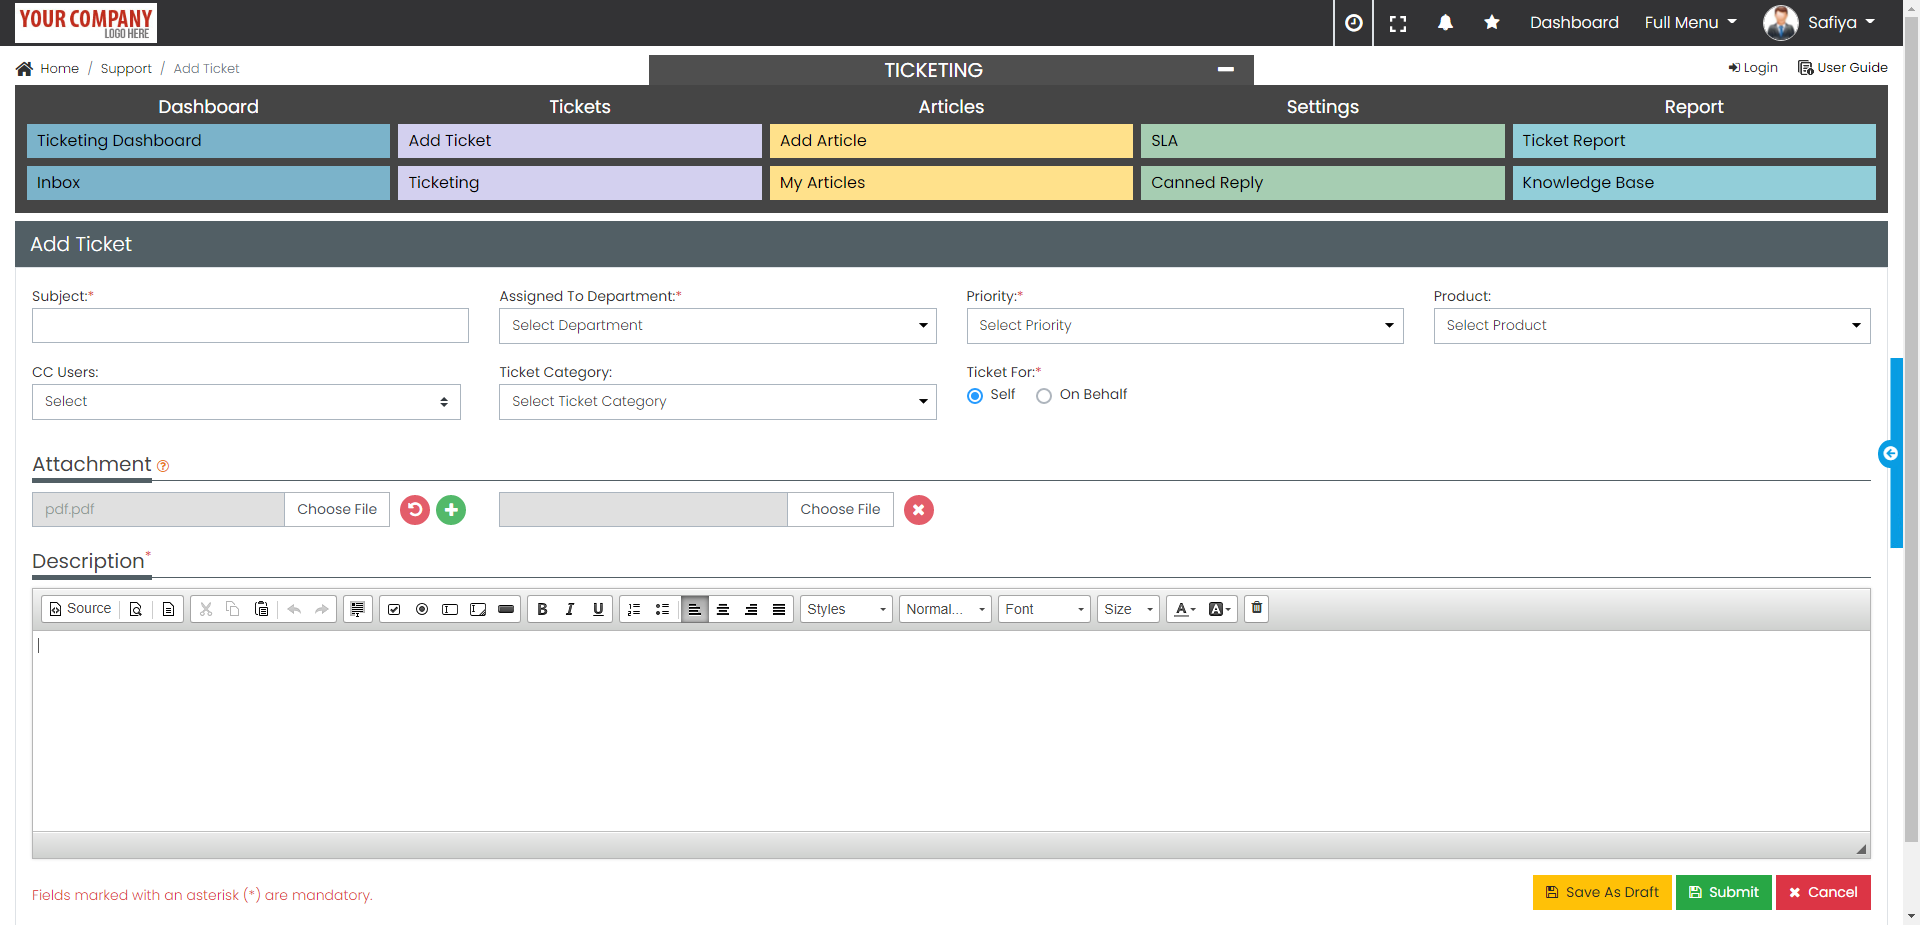 YOUR COMPANY
LOGO HERE
Dashboard Full Menu Safiya
Home / Support / Add Ticket
TICKETING
Login User Guide
Dashboard Tickets Articles Settings Report
Ticketing Dashboard Add Ticket Add Article SLA Ticket Report
Inbox Ticketing My Articles Canned Reply Knowledge Base
Add Ticket
Subject:* Assigned To Department:* Priority:* Product:
Select Department Select Priority Select Product
CC Users: Ticket Category: Ticket For:*
Select Select Ticket Category Self On Behalf
Attachment ?
pdf.pdf Choose File Choose File
Description*
Source B I U Styles Normal... Font Size A A
Fields marked with an asterisk (*) are mandatory.
Save As Draft Submit Cancel